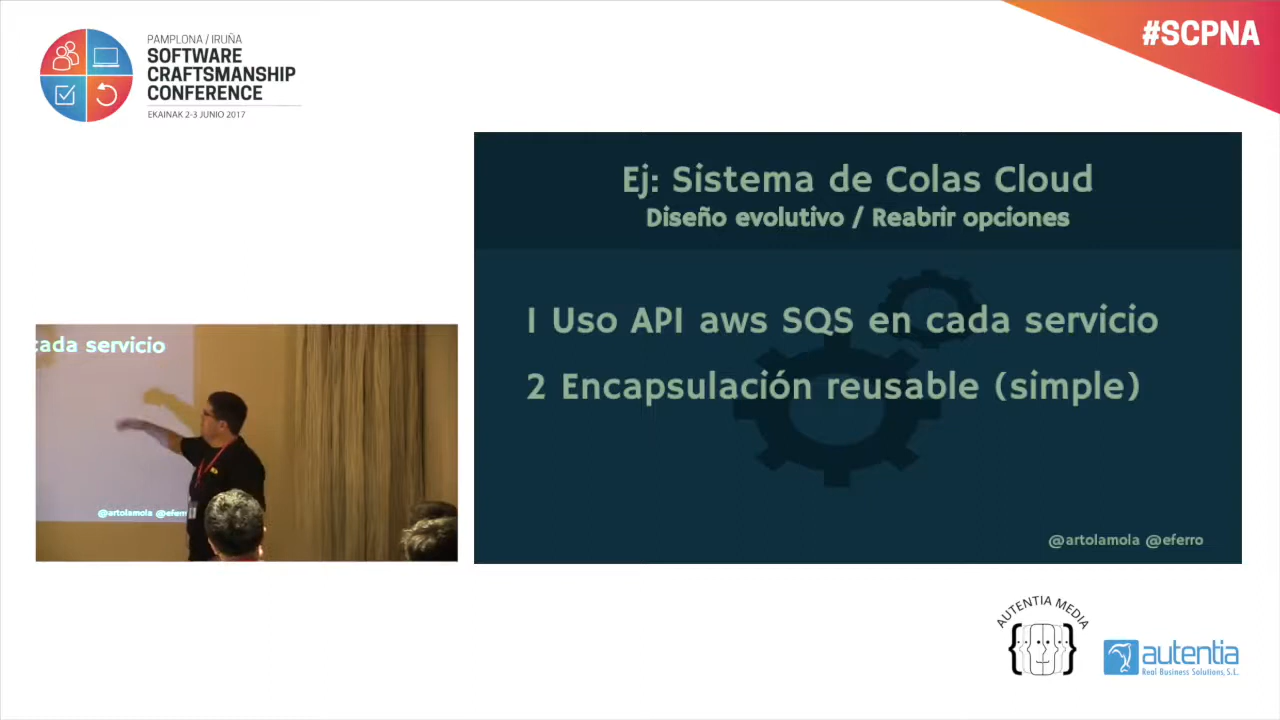 PAMPLONA / IRUÑA
SOFTWARE
CRAFTSMANSHIP
CONFERENCE
EKAINAK 2-3 JUNIO 2017
#SCPNA
Ej: Sistema de Colas Cloud
Diseño evolutivo / Reabrir opciones
1 Uso API aws SQS en cada servicio
2 Encapsulación reusable (simple)
@artolamola @eferro
cada servicio
@artolamola @eferr
AUTENTIA MEDIA
autentia
Real Business Solutions, S.L.